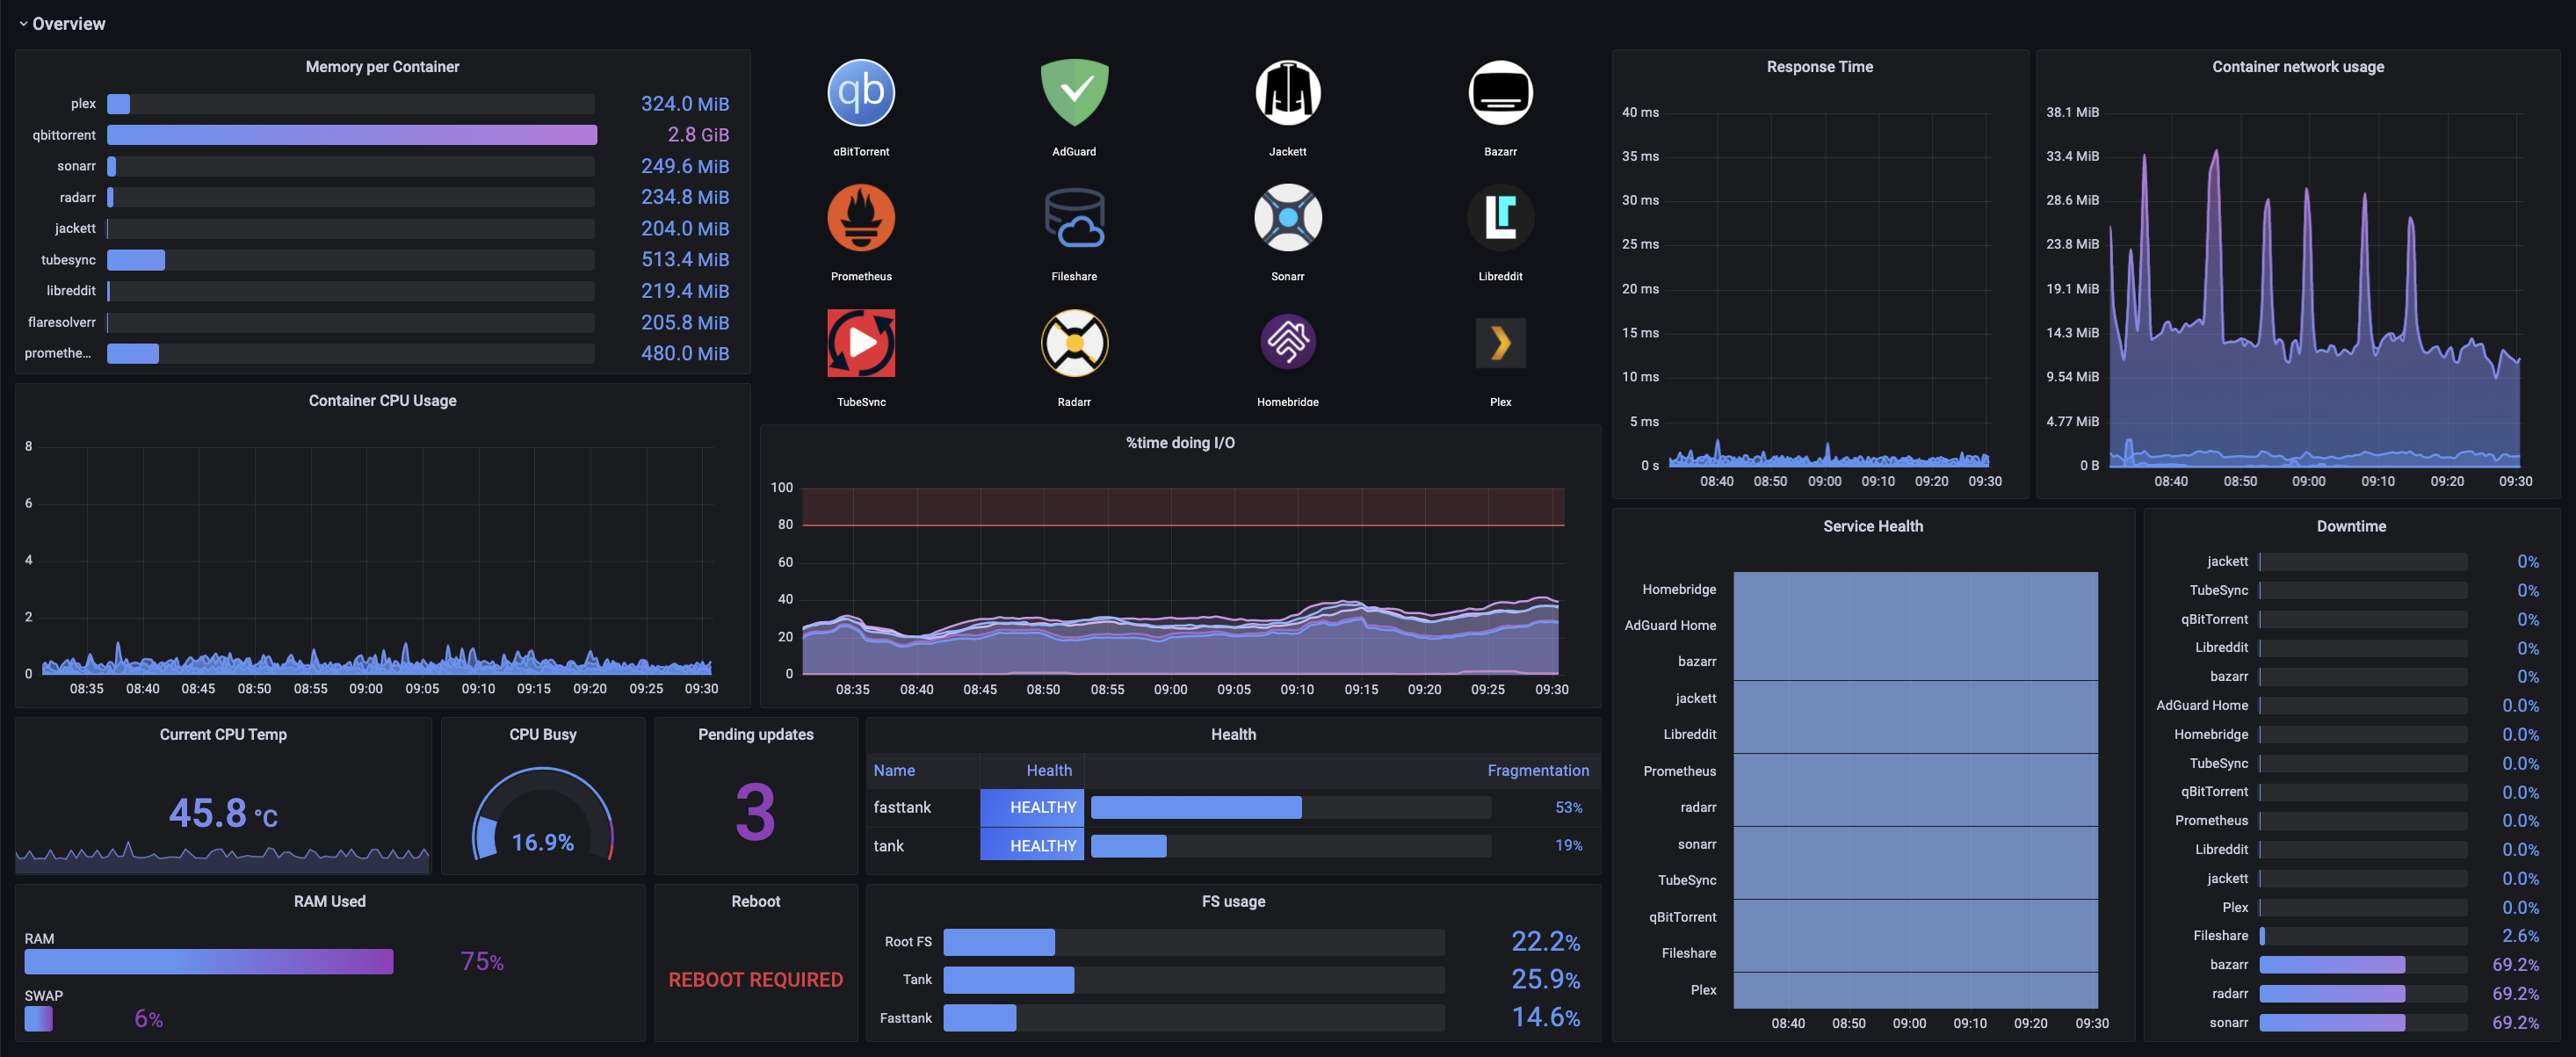 Overview
Memory per Container
plex 324.0 MiB
qbittorrent 2.8 GiB
sonarr 249.6 MiB
radarr 234.8 MiB
jackett 204.0 MiB
tubesync 513.4 MiB
libreddit 219.4 MiB
flaresolverr 205.8 MiB
promethe... 480.0 MiB
Container CPU Usage
8
6
4
2
0
08:35 08:40 08:45 08:50 08:55 09:00 09:05 09:10 09:15 09:20 09:25 09:30
qb
qBitTorrent AdGuard Jackett Bazarr
Prometheus Fileshare Sonarr Libreddit
TubeSync Radarr Homebridge Plex
%time doing I/O
100
80
60
40
20
0
08:35 08:40 08:45 08:50 08:55 09:00 09:05 09:10 09:15 09:20 09:25 09:30
Response Time
40 ms
35 ms
30 ms
25 ms
20 ms
15 ms
10 ms
5 ms
0 s
08:40 08:50 09:00 09:10 09:20 09:30
Container network usage
38.1 MiB
33.4 MiB
28.6 MiB
23.8 MiB
19.1 MiB
14.3 MiB
9.54 MiB
4.77 MiB
0 B
08:40 08:50 09:00 09:10 09:20 09:30
Current CPU Temp
45.8 °C
CPU Busy
16.9%
Pending updates
3
Health
Name Health Fragmentation
fasttank HEALTHY 53%
tank HEALTHY 19%
RAM Used
RAM
75%
SWAP
6%
Reboot
REBOOT REQUIRED
FS usage
Root FS 22.2%
Tank 25.9%
Fasttank 14.6%
Service Health
Homebridge
AdGuard Home
bazarr
jackett
Libreddit
Prometheus
radarr
sonarr
TubeSync
qBitTorrent
Fileshare
Plex
08:40 08:50 09:00 09:10 09:20 09:30
Downtime
jackett 0%
TubeSync 0%
qBitTorrent 0%
Libreddit 0%
bazarr 0%
AdGuard Home 0.0%
Homebridge 0.0%
TubeSync 0.0%
qBitTorrent 0.0%
Prometheus 0.0%
Libreddit 0.0%
jackett 0.0%
Plex 0.0%
Fileshare 2.6%
bazarr 69.2%
radarr 69.2%
sonarr 69.2%